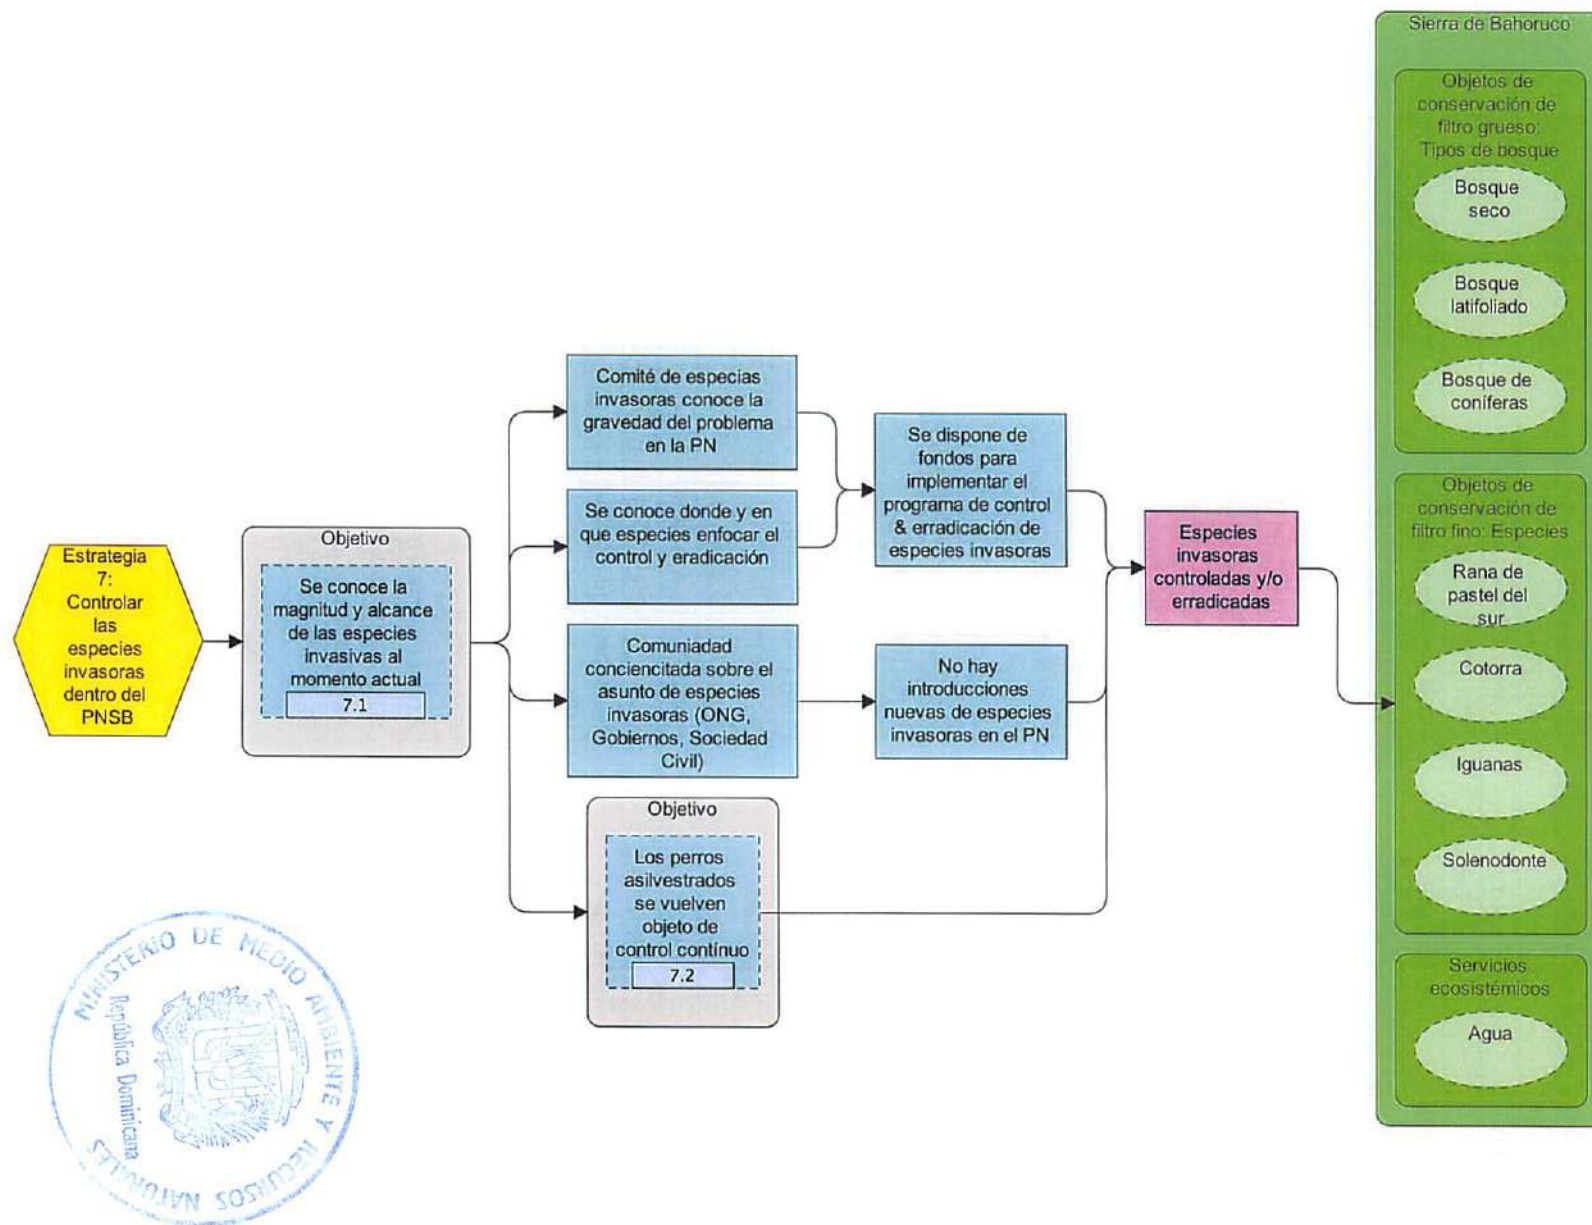 Estrategia
7:
Controlar
las
especies
invasoras
dentro del
PNSB
Objetivo
Se conoce la
magnitud y alcance
de las especies
invasivas al
momento actual
7.1
Comité de especias
invasoras conoce la
gravedad del problema
en la PN
Se conoce donde y en
que especies enfocar el
control y eradicación
Comuniadad
conciencitada sobre el
asunto de especies
invasoras (ONG,
Gobiernos, Sociedad
Civil)
Objetivo
Los perros
asilvestrados
se vuelven
objeto de
control contínuo
7.2
Se dispone de
fondos para
implementar el
programa de control
& erradicación de
especies invasoras
No hay
introducciones
nuevas de especies
invasoras en el PN
Especies
invasoras
controladas y/o
erradicadas
Sierra de Bahoruco
Objetos de
conservación de
filtro grueso:
Tipos de bosque
Bosque
seco
Bosque
latifoliado
Bosque de
coníferas
Objetos de
conservación de
filtro fino: Especies
Rana de
pastel del
sur
Cotorra
Iguanas
Solenodonte
Servicios
ecosistémicos
Agua
MINISTERIO DE MEDIO AMBIENTE Y RECURSOS NATURALES
República Dominicana